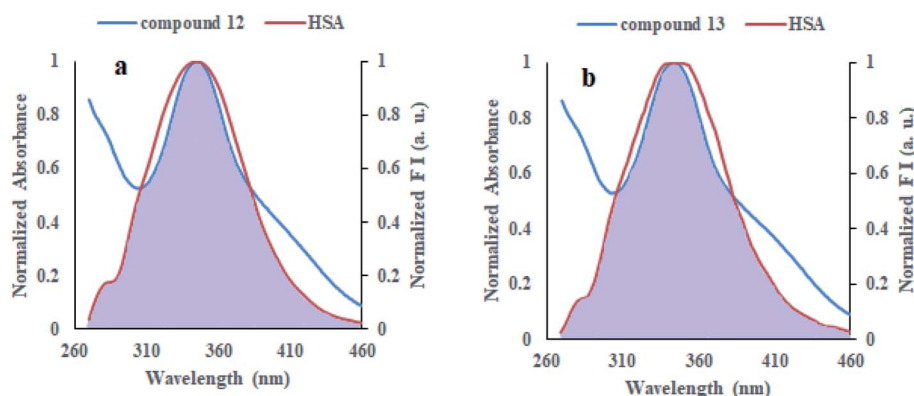 compound 12 HSA
a
1 1
0.8 0.8
0.6 0.6
0.4 0.4
0.2 0.2
0 0
260 310 360 410 460
Wavelength (nm)
Normalized Absorbance
Normalized F I (a. u.)
compound 13 HSA
b
1 1
0.8 0.8
0.6 0.6
0.4 0.4
0.2 0.2
0 0
260 310 360 410 460
Wavelength (nm)
Normalized Absorbance
Normalized F I (a. u.)